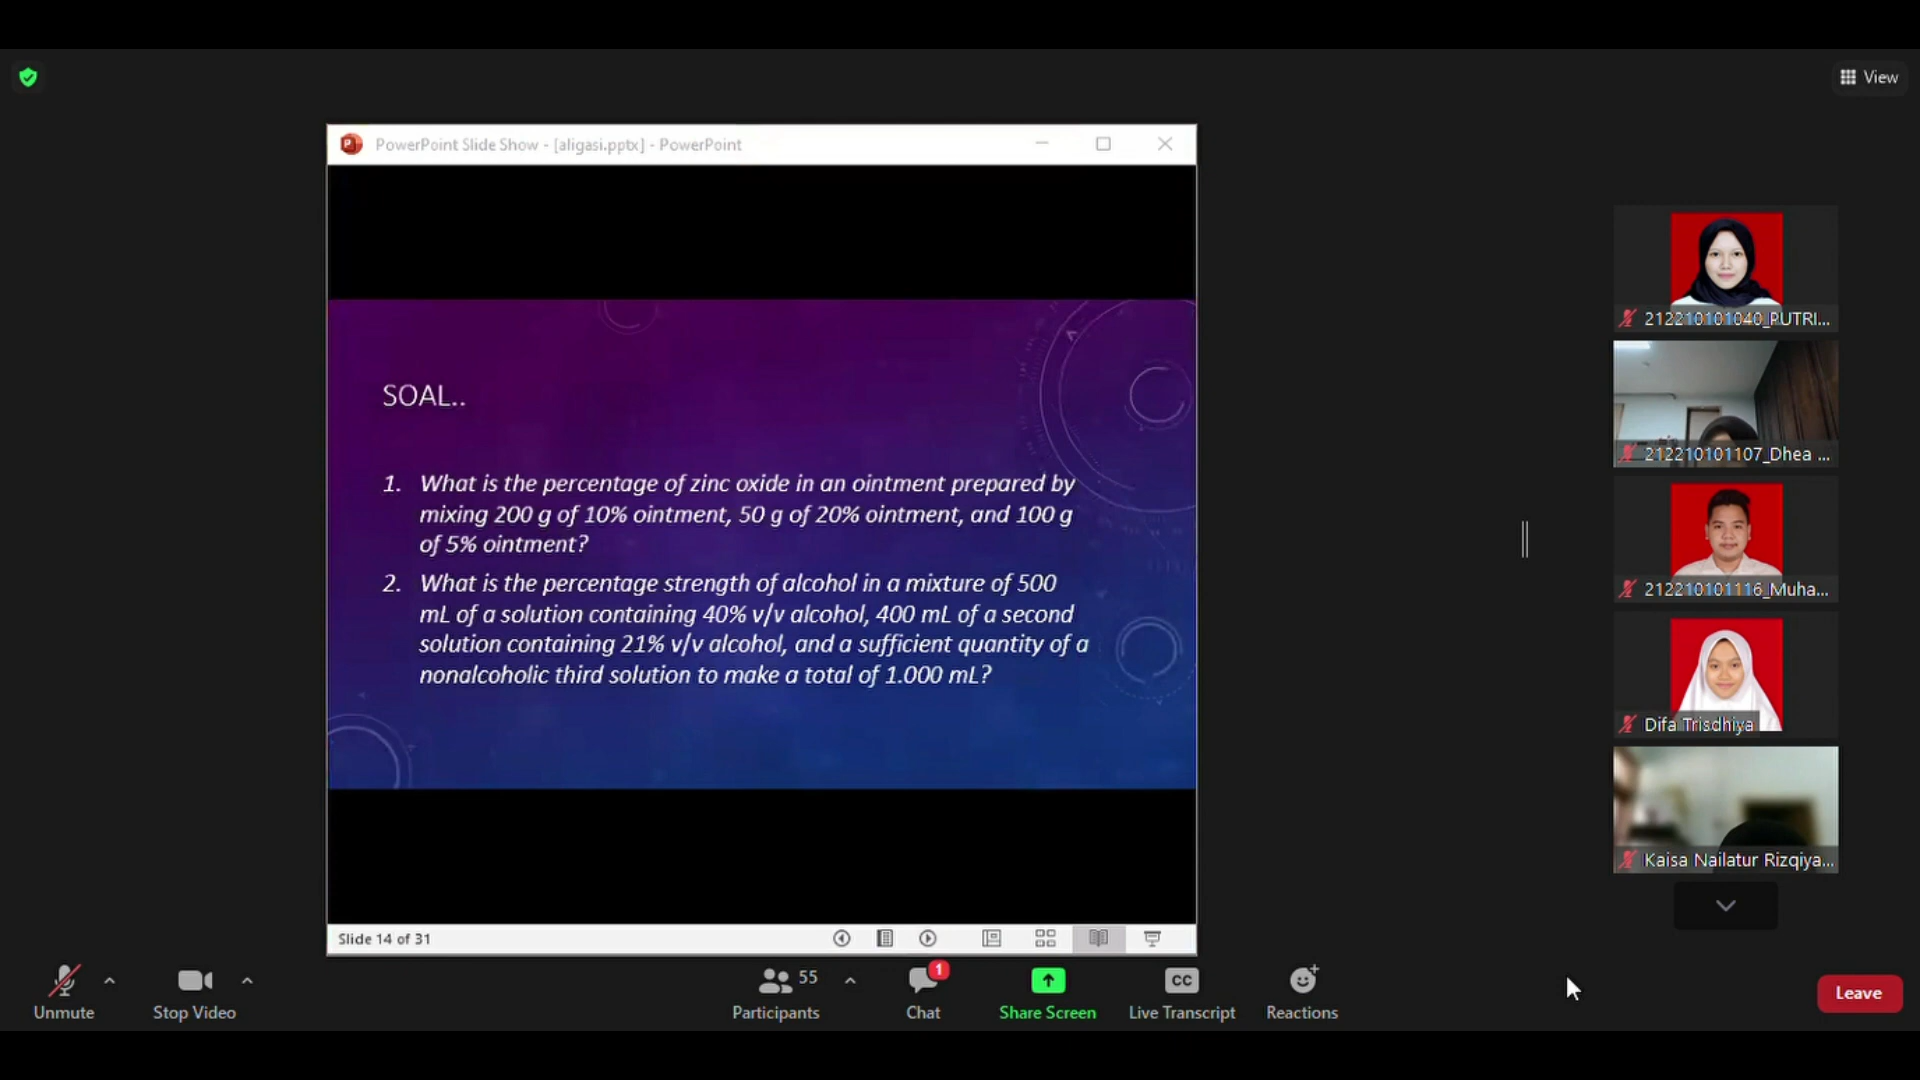 View
PowerPoint Slide Show - [aligasi.pptx] - PowerPoint
SOAL..
1. What is the percentage of zinc oxide in an ointment prepared by
mixing 200 g of 10% ointment, 50 g of 20% ointment, and 100 g
of 5% ointment?
2. What is the percentage strength of alcohol in a mixture of 500
mL of a solution containing 40% v/v alcohol, 400 mL of a second
solution containing 21% v/v alcohol, and a sufficient quantity of a
nonalcoholic third solution to make a total of 1.000 mL?
Slide 14 of 31
212210101040_PUTRI...
212210101107_Dhea ...
212210101116_Muha...
Difa Trisdhiya
Kaisa Nailatur Rizqiya...
Unmute
Stop Video
55
Participants
1
Chat
Share Screen
CC
Live Transcript
Reactions
Leave